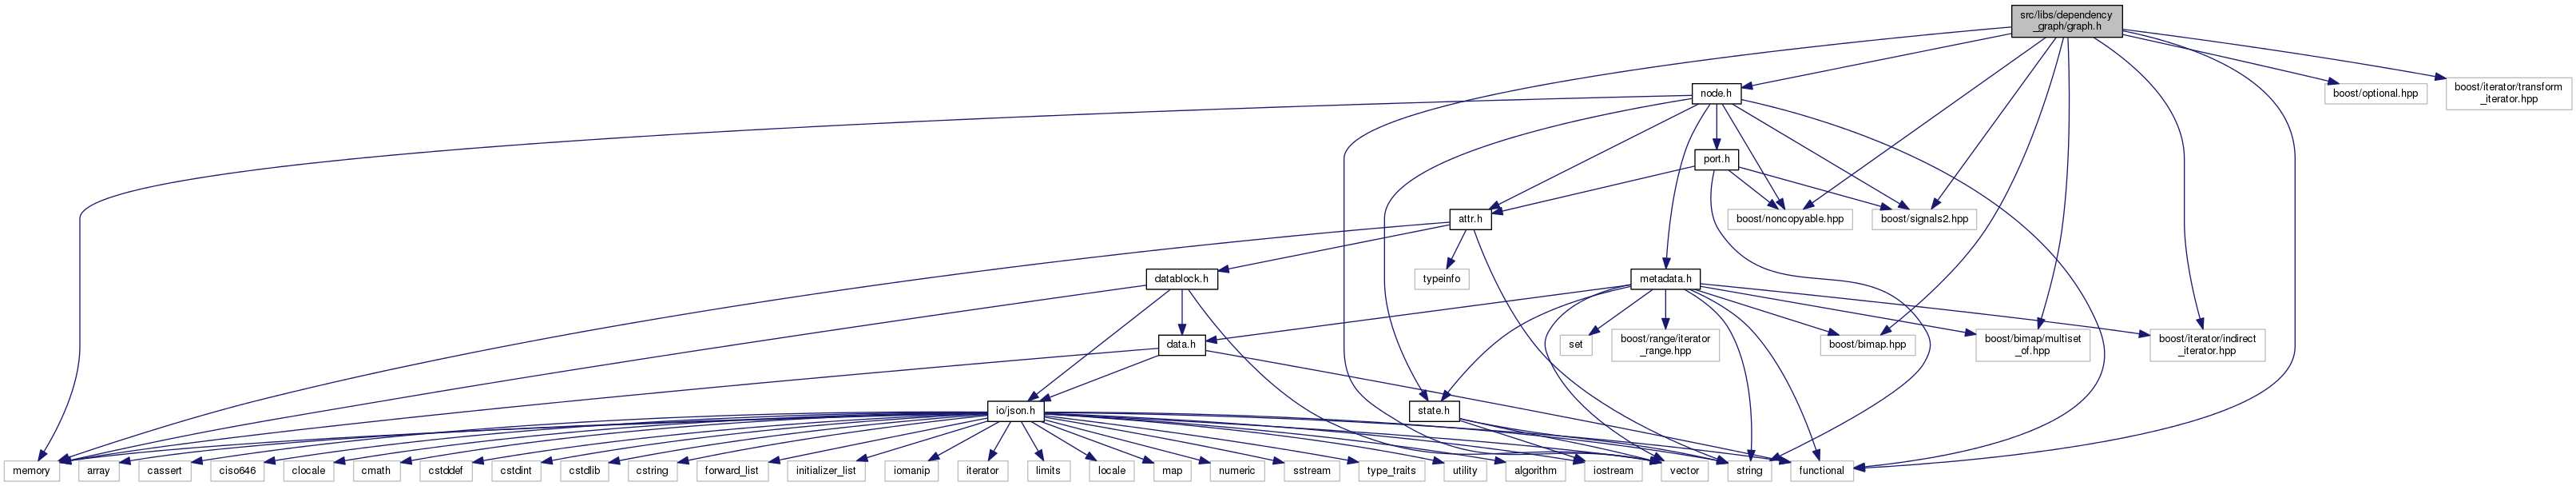 src/libs/dependency
_graph/graph.h
node.h
boost/optional.hpp
boost/iterator/transform
_iterator.hpp
port.h
attr.h
boost/noncopyable.hpp
boost/signals2.hpp
datablock.h
typeinfo
metadata.h
data.h
set
boost/range/iterator
_range.hpp
boost/bimap.hpp
boost/bimap/multiset
_of.hpp
boost/iterator/indirect
_iterator.hpp
io/json.h
state.h
memory
array
cassert
ciso646
clocale
cmath
cstddef
cstdint
cstdlib
cstring
forward_list
initializer_list
iomanip
iterator
limits
locale
map
numeric
sstream
type_traits
utility
algorithm
iostream
vector
string
functional